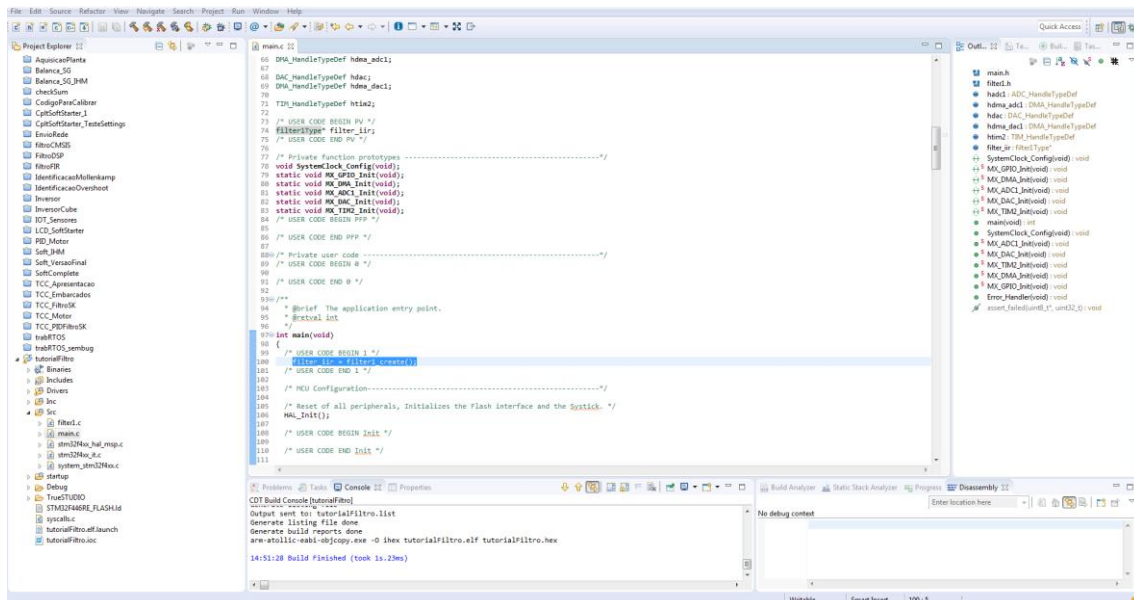 File Edit Source Refactor View Navigate Search Project Run Window Help
Quick Access
Project Explorer
AquisicaoPlanta
Balanca_SG
Balanca_SG_IHM
checkSum
CodigoParaCalibrar
CpltSoftStarter_1
CpltSoftStarter_TesteSettings
EnvioRede
filtroCMSIS
FiltroDSP
filtroFIR
IdentificacaoMollenkamp
IdentificacaoOvershoot
Inversor
InversorCube
IOT_Sensores
LCD_SoftStarter
PID_Motor
Soft_IHM
Soft_VersaoFinal
SoftComplete
TCC_Apresentacao
TCC_Embarcados
TCC_FiltroSK
TCC_Motor
TCC_PIDFiltroSK
trabRTOS
trabRTOS_sembug
tutorialFiltro
Binaries
Includes
Drivers
Inc
Src
filter1.c
main.c
stm32f4xx_hal_msp.c
stm32f4xx_it.c
system_stm32f4xx.c
startup
Debug
TrueSTUDIO
STM32F446RE_FLASH.ld
syscalls.c
tutorialFiltro.elf.launch
tutorialFiltro.ioc
main.c
66 DMA_HandleTypeDef hdma_adc1;
67
68 DAC_HandleTypeDef hdac;
69 DMA_HandleTypeDef hdma_dac1;
70
71 TIM_HandleTypeDef htim2;
72
73 /* USER CODE BEGIN PV */
74 filter1Type* filter_iir;
75 /* USER CODE END PV */
76
77 /* Private function prototypes -----------------------------------------------*/
78 void SystemClock_Config(void);
79 static void MX_GPIO_Init(void);
80 static void MX_DMA_Init(void);
81 static void MX_ADC1_Init(void);
82 static void MX_DAC_Init(void);
83 static void MX_TIM2_Init(void);
84 /* USER CODE BEGIN PFP */
85
86 /* USER CODE END PFP */
87
88 /* Private user code ---------------------------------------------------------*/
89 /* USER CODE BEGIN 0 */
90
91 /* USER CODE END 0 */
92
93 /**
94 * @brief The application entry point.
95 * @retval int
96 */
97 int main(void)
98 {
99 /* USER CODE BEGIN 1 */
100 filter_iir = filter1_create();
101 /* USER CODE END 1 */
102
103 /* MCU Configuration--------------------------------------------------------*/
104
105 /* Reset of all peripherals, Initializes the Flash interface and the Systick. */
106 HAL_Init();
107
108 /* USER CODE BEGIN Init */
109
110 /* USER CODE END Init */
111
Outl... Te... Buil... Tas...
main.h
filter1.h
hadc1 : ADC_HandleTypeDef
hdma_adc1 : DMA_HandleTypeDef
hdac : DAC_HandleTypeDef
hdma_dac1 : DMA_HandleTypeDef
htim2 : TIM_HandleTypeDef
filter_iir : filter1Type*
SystemClock_Config(void) : void
MX_GPIO_Init(void) : void
MX_DMA_Init(void) : void
MX_ADC1_Init(void) : void
MX_DAC_Init(void) : void
MX_TIM2_Init(void) : void
main(void) : int
SystemClock_Config(void) : void
MX_ADC1_Init(void) : void
MX_DAC_Init(void) : void
MX_TIM2_Init(void) : void
MX_DMA_Init(void) : void
MX_GPIO_Init(void) : void
Error_Handler(void) : void
assert_failed(uint8_t*, uint32_t) : void
Problems Tasks Console Properties
CDT Build Console [tutorialFiltro]
Output sent to: tutorialFiltro.list
Generate listing file done
Generate build reports done
arm-atollic-eabi-objcopy.exe -O ihex tutorialFiltro.elf tutorialFiltro.hex
14:51:28 Build Finished (took 1s.23ms)
Build Analyzer Static Stack Analyzer Progress Disassembly
Enter location here
No debug context
Writable Smart Insert 100 : 5